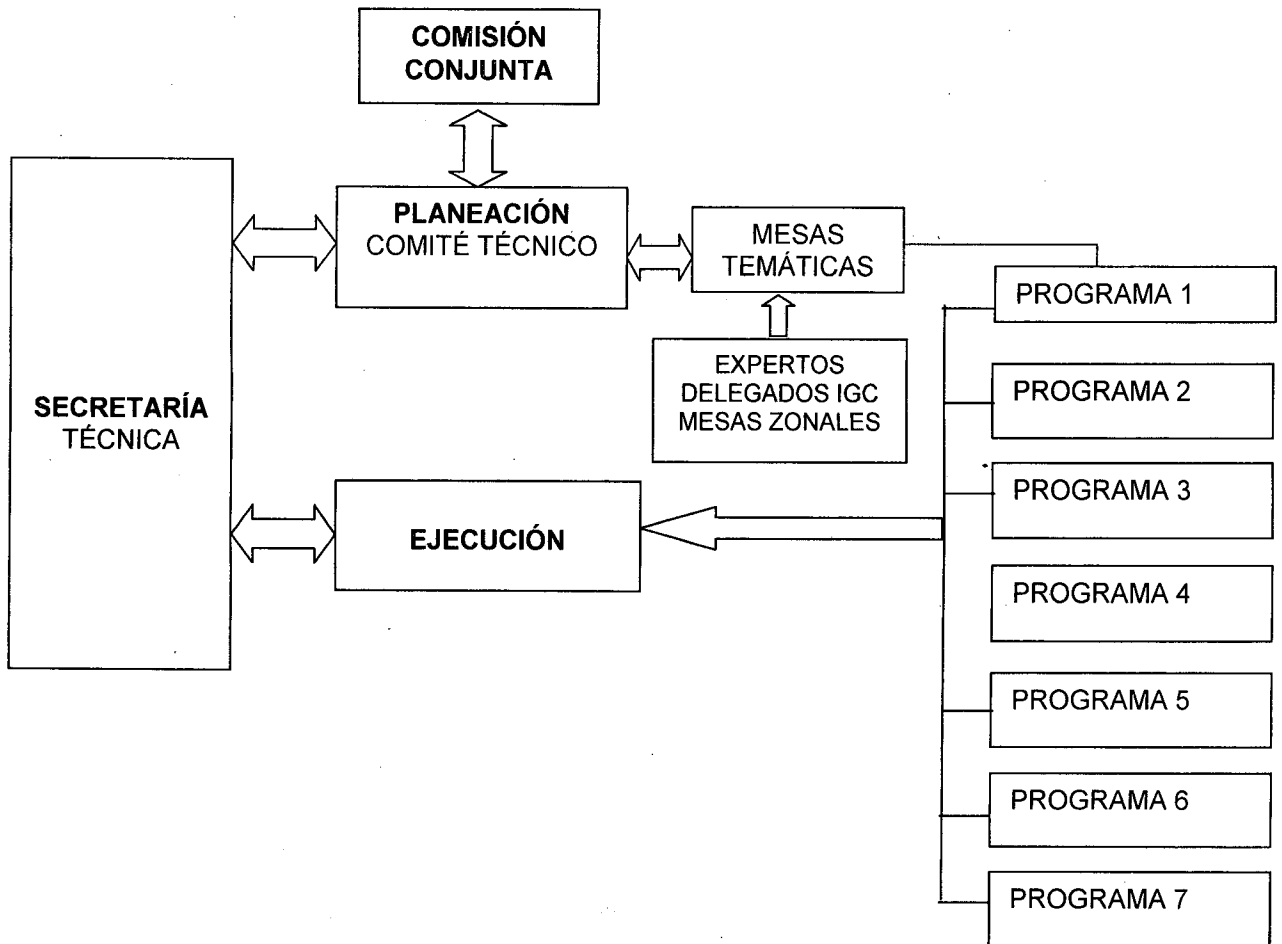 COMISIÓN
CONJUNTA
PLANEACIÓN
COMITÉ TÉCNICO
MESAS
TEMÁTICAS
PROGRAMA 1
EXPERTOS
DELEGADOS IGC
MESAS ZONALES
PROGRAMA 2
SECRETARÍA
TÉCNICA
PROGRAMA 3
EJECUCIÓN
PROGRAMA 4
PROGRAMA 5
PROGRAMA 6
PROGRAMA 7